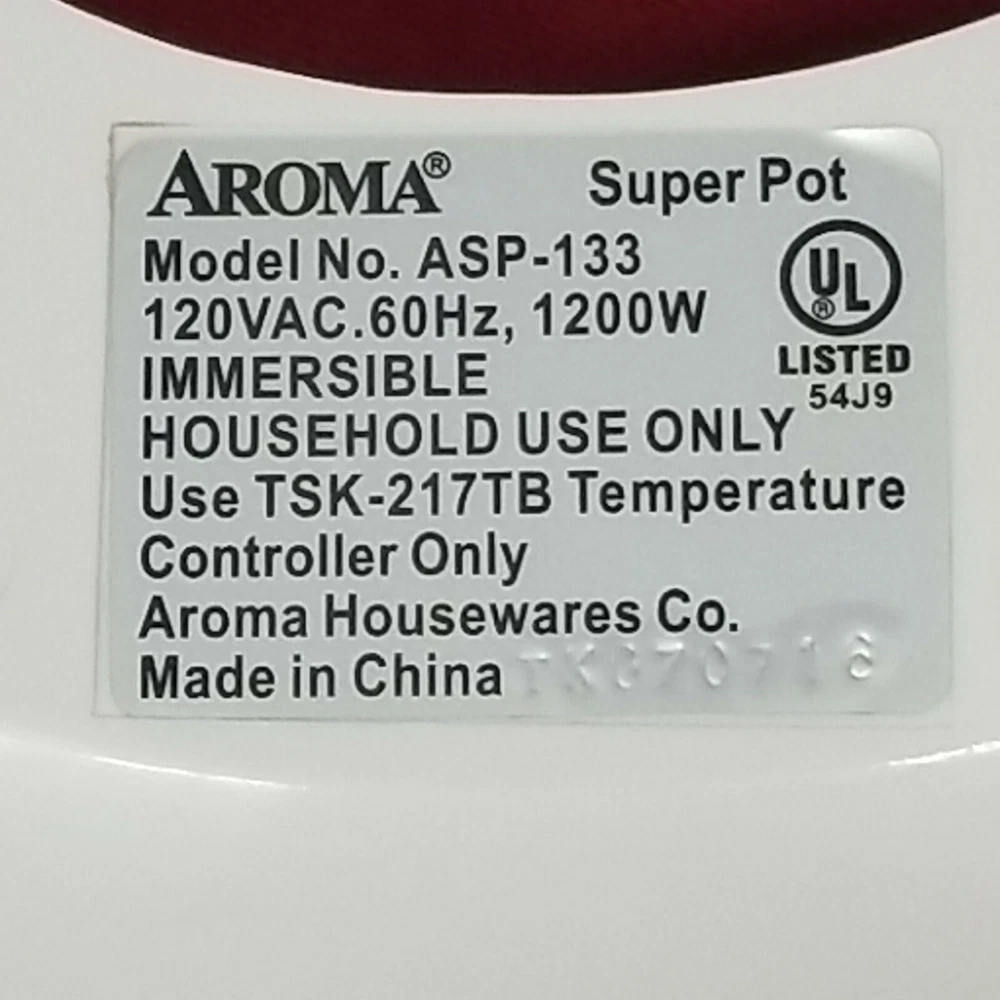 AROMA® Super Pot
Model No. ASP-133
120VAC.60Hz, 1200W
UL®
LISTED
54J9
IMMERSIBLE
HOUSEHOLD USE ONLY
Use TSK-217TB Temperature
Controller Only
Aroma Housewares Co.
Made in China